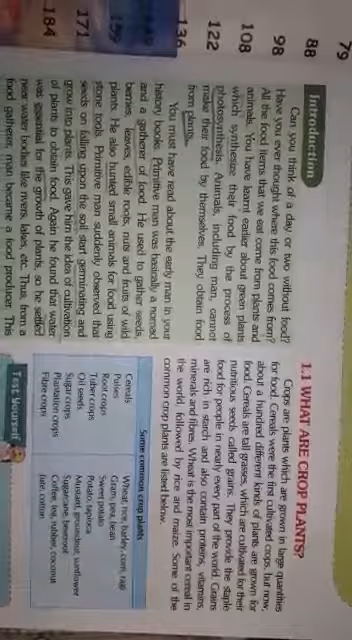 79
88
98
108
122
136
171
184
Introduction
Can you think of a day or two without food?
Have you ever thought where this food comes from?
All the food items that we eat come from plants and
animals. You have learnt earlier about green plants
which synthesize their food by the process of
photosynthesis. Animals, including man, cannot
make their food by themselves. They obtain food
from plants.
You must have read about the early man in your
history books. Primitive man was basically a nomad
and a gatherer of food. He used to gather seeds,
berries, leaves, edible roots, nuts and fruits of wild
plants. He also hunted small animals for food using
stone tools. Primitive man suddenly observed that
seeds on falling upon the soil start germinating and
grow into plants. This gave him the idea of cultivation
of plants to obtain food. Again he found that water
was essential for the growth of plants, so he settled
near water bodies like rivers, lakes, etc. Thus, from a
food gatherer, man became a food producer. This
1.1 WHAT ARE CROP PLANTS?
Crops are plants which are grown in large quantities
for food. Cereals were the first cultivated crops, but now
about a hundred different kinds of plants are grown for
food. Cereals are tall grasses, which are cultivated for their
nutritious seeds called grains. They provide the staple
food for people in nearly every part of the world. Grains
are rich in starch and also contain proteins, vitamins,
minerals and fibres. Wheat is the most important cereal in
the world followed by rice and maize. Some of the
common crop plants are listed below.
Some common crop plants
Cereals Wheat, rice, barley, corn, ragi
Pulses Gram, pea, bean
Root crops Sweet potato
Tuber crops Potato, tapioca
Oil seeds Mustard, groundnut, sunflower
Sugar crops Sugarcane, beetroot
Plantation crops Coffee, tea, rubber, coconut
Fibre crops Jute, cotton
Test Yourself